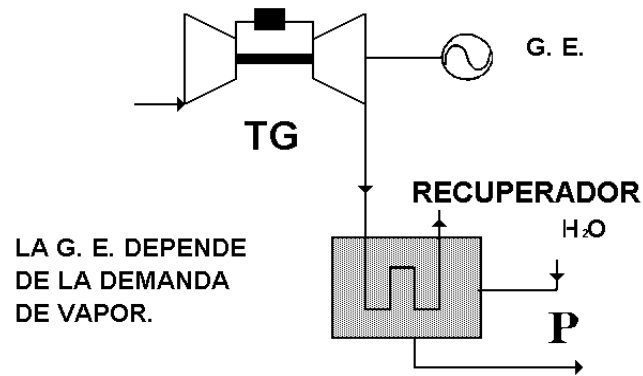 G. E.
TG
RECUPERADOR
H₂O
LA G. E. DEPENDE
DE LA DEMANDA
DE VAPOR.
P